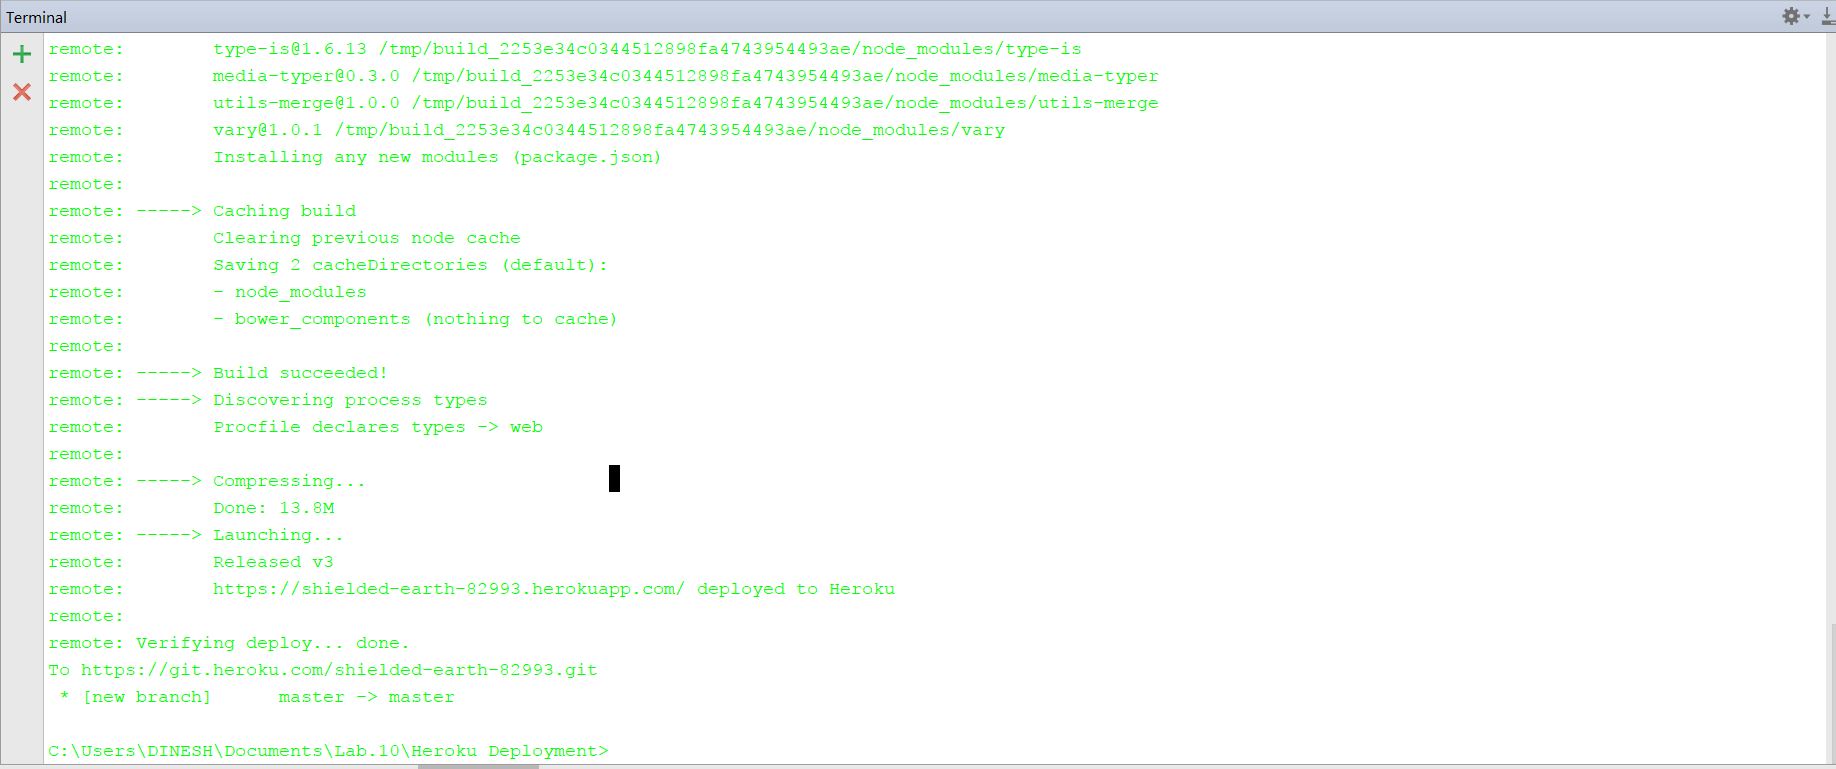 Terminal
remote:        type-is@1.6.13 /tmp/build_2253e34c0344512898fa4743954493ae/node_modules/type-is
remote:        media-typer@0.3.0 /tmp/build_2253e34c0344512898fa4743954493ae/node_modules/media-typer
remote:        utils-merge@1.0.0 /tmp/build_2253e34c0344512898fa4743954493ae/node_modules/utils-merge
remote:        vary@1.0.1 /tmp/build_2253e34c0344512898fa4743954493ae/node_modules/vary
remote:        Installing any new modules (package.json)
remote:
remote: -----> Caching build
remote:        Clearing previous node cache
remote:        Saving 2 cacheDirectories (default):
remote:        - node_modules
remote:        - bower_components (nothing to cache)
remote:
remote: -----> Build succeeded!
remote: -----> Discovering process types
remote:        Procfile declares types -> web
remote:
remote: -----> Compressing...
remote:        Done: 13.8M
remote: -----> Launching...
remote:        Released v3
remote:        https://shielded-earth-82993.herokuapp.com/ deployed to Heroku
remote:
remote: Verifying deploy... done.
To https://git.heroku.com/shielded-earth-82993.git
 * [new branch]      master -> master
C:\Users\DINESH\Documents\Lab.10\Heroku Deployment>